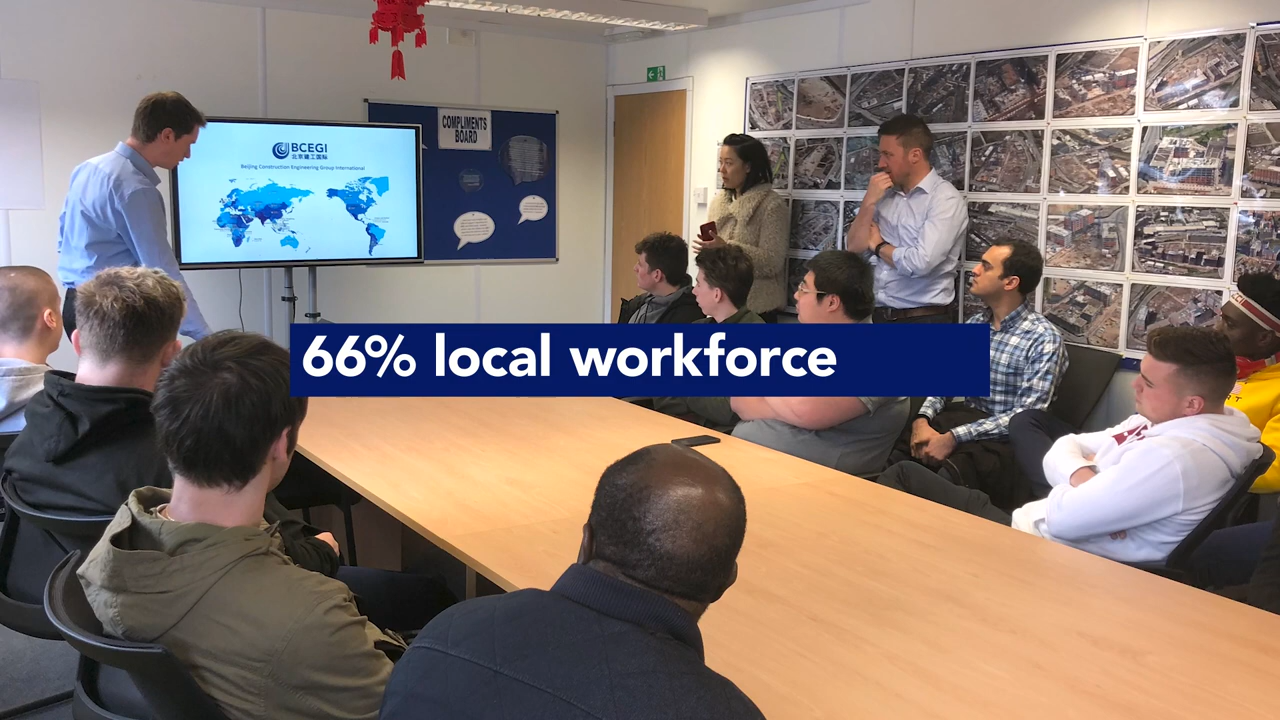 BCEGI
北京建工国际
Beijing Construction Engineering Group International
COMPLIMENTS
BOARD
66% local workforce